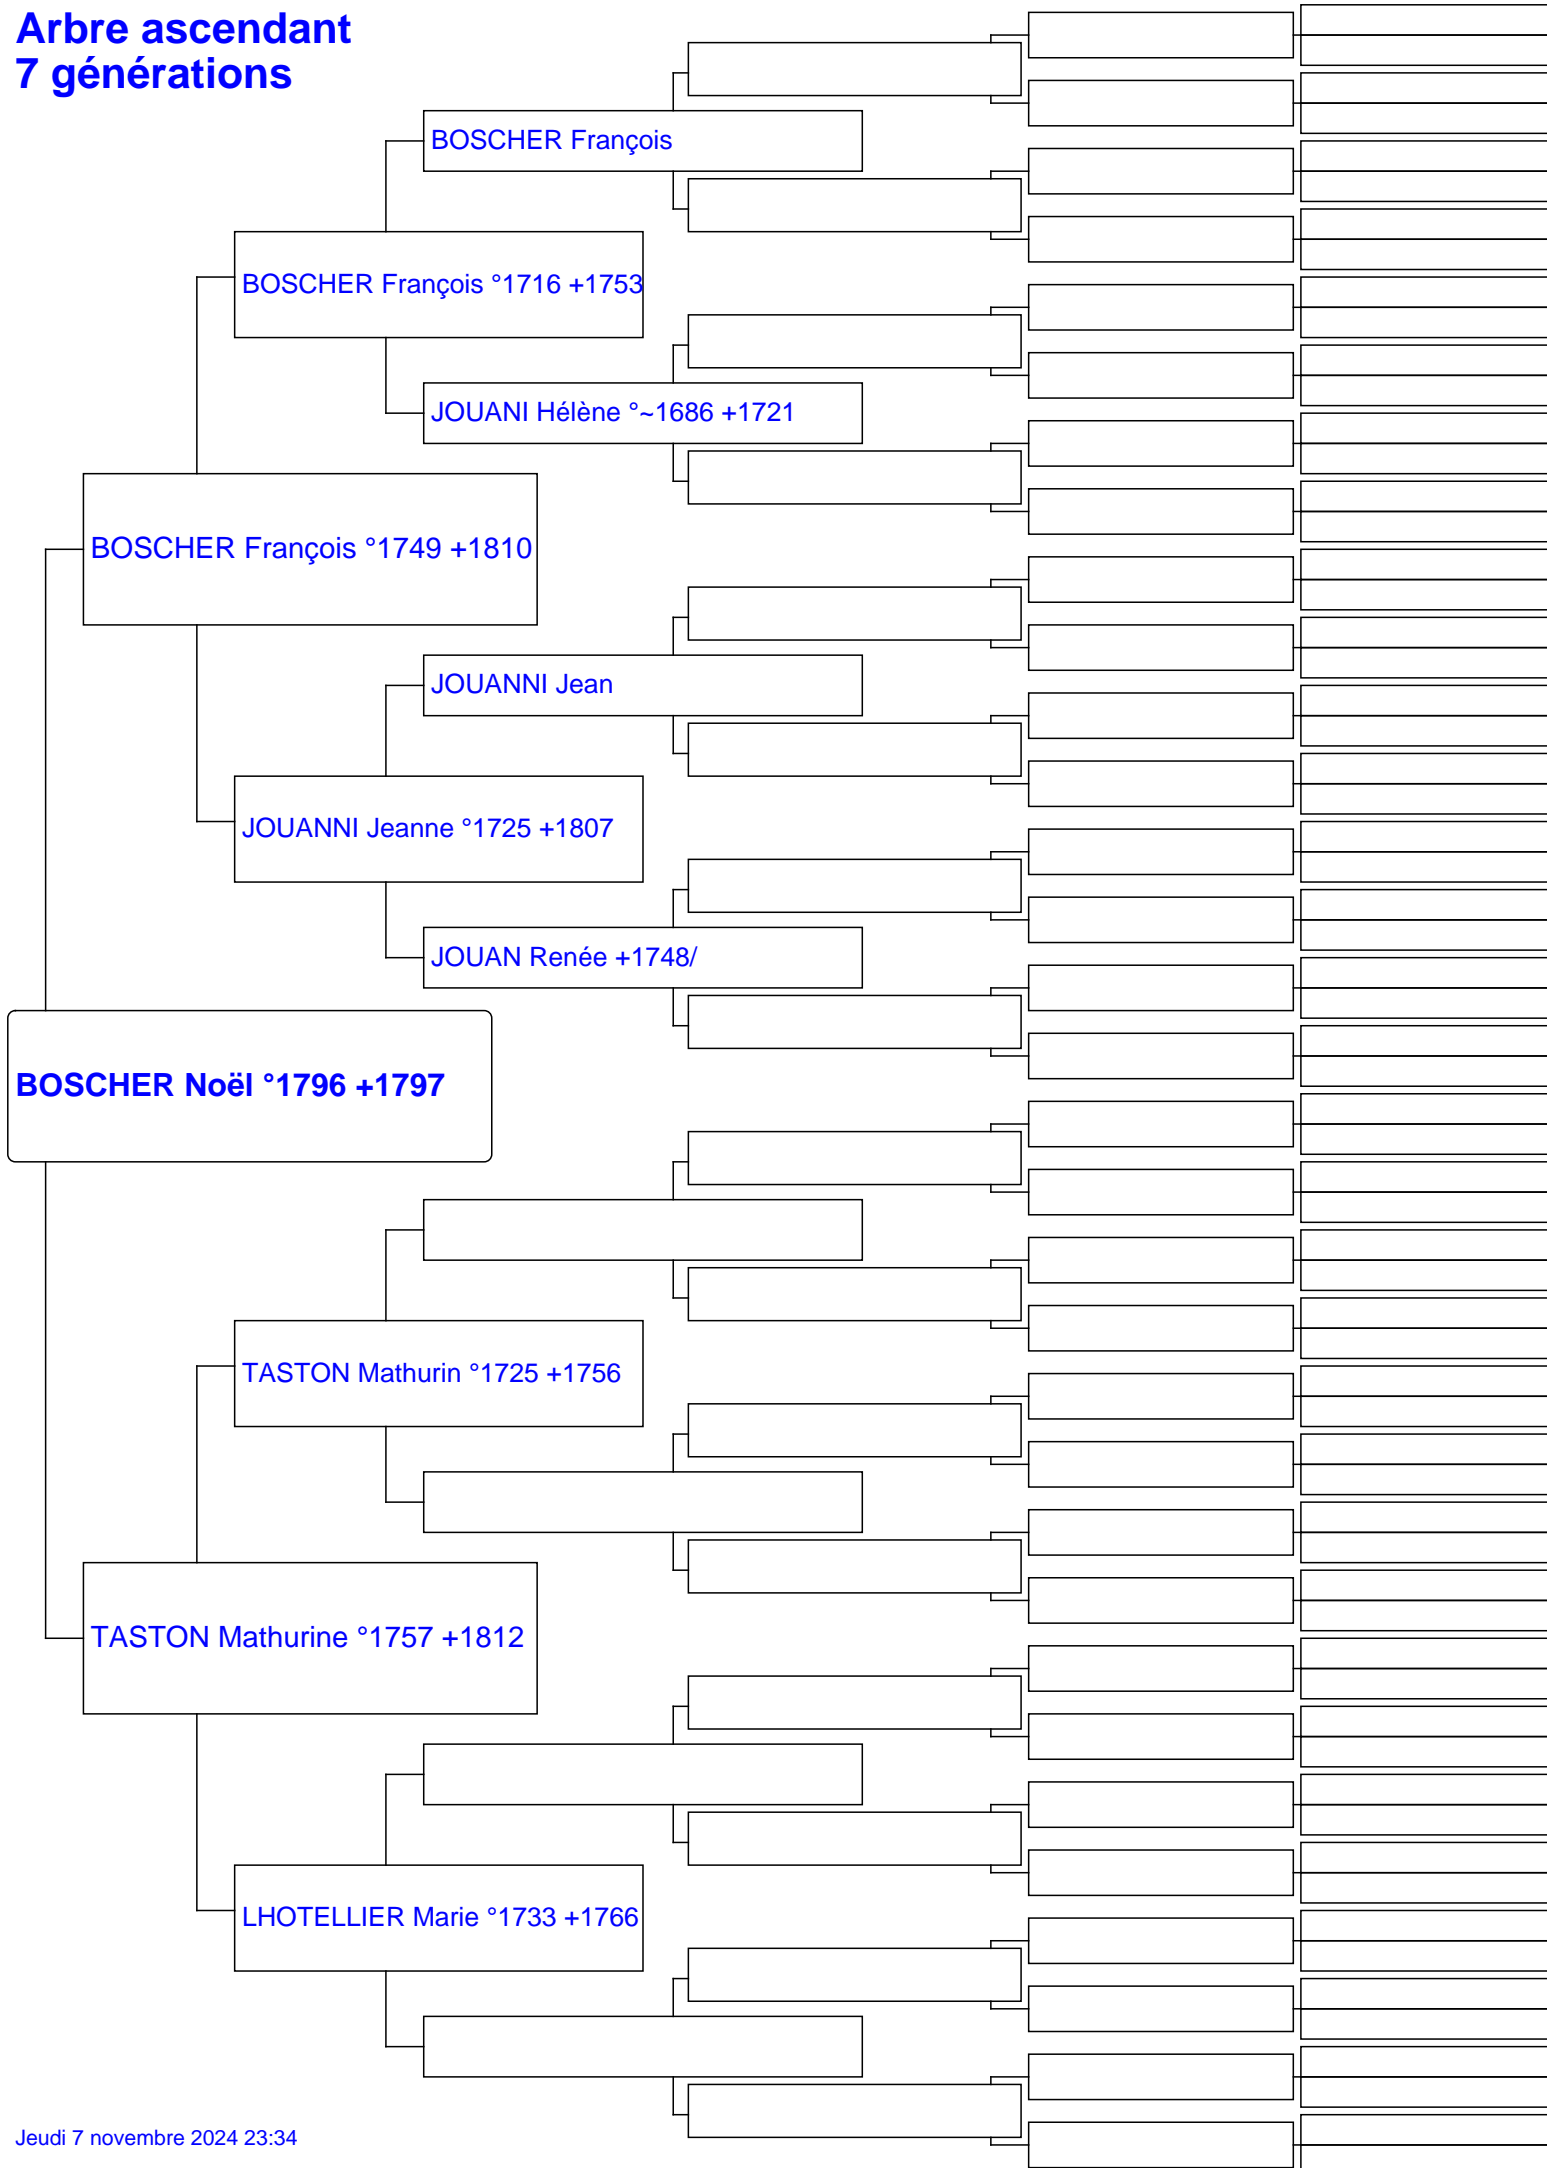 Arbre ascendant
7 générations
BOSCHER François
BOSCHER François °1716 +1753
JOUANI Hélène °~1686 +1721
BOSCHER François °1749 +1810
JOUANNI Jean
JOUANNI Jeanne °1725 +1807
JOUAN Renée +1748/
BOSCHER Noël °1796 +1797
TASTON Mathurin °1725 +1756
TASTON Mathurine °1757 +1812
LHOTELLIER Marie °1733 +1766
Jeudi 7 novembre 2024 23:34